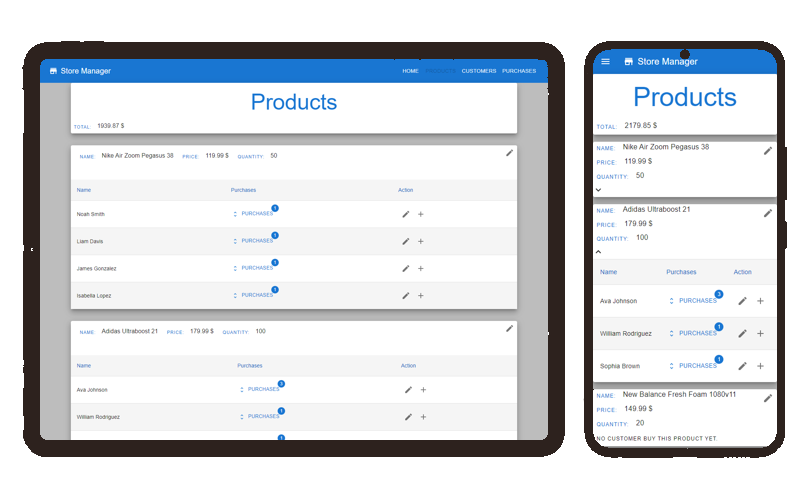 Store Manager HOME PRODUCTS CUSTOMERS PURCHASES
Products
TOTAL: 1939.87 $
NAME: Nike Air Zoom Pegasus 38 PRICE: 119.99 $ QUANTITY: 50
Name Purchases Action
Noah Smith PURCHASES 1
Liam Davis PURCHASES 1
James Gonzalez PURCHASES 1
Isabella Lopez PURCHASES 1
NAME: Adidas Ultraboost 21 PRICE: 179.99 $ QUANTITY: 100
Name Purchases Action
Ava Johnson PURCHASES 3
William Rodriguez PURCHASES 1
1
Store Manager
Products
TOTAL: 2179.85 $
NAME: Nike Air Zoom Pegasus 38
PRICE: 119.99 $
QUANTITY: 50
NAME: Adidas Ultraboost 21
PRICE: 179.99 $
QUANTITY: 100
Name Purchases Action
Ava Johnson PURCHASES 3
William Rodriguez PURCHASES 1
Sophia Brown PURCHASES 1
NAME: New Balance Fresh Foam 1080v11
PRICE: 149.99 $
QUANTITY: 20
NO CUSTOMER BUY THIS PRODUCT YET.